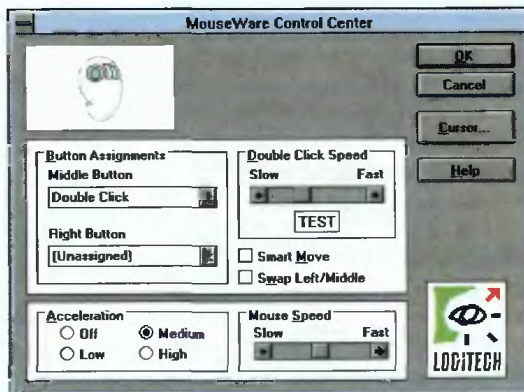 MouseWare Control Center
OK
Cancel
Cursor...
Help
Button Assignments
Middle Button
Double Click
Right Button
(Unassigned)
Double Click Speed
Slow Fast
TEST
Smart Move
Swap Left/Middle
Acceleration
Off Medium
Low High
Mouse Speed
Slow Fast
LOGITECH